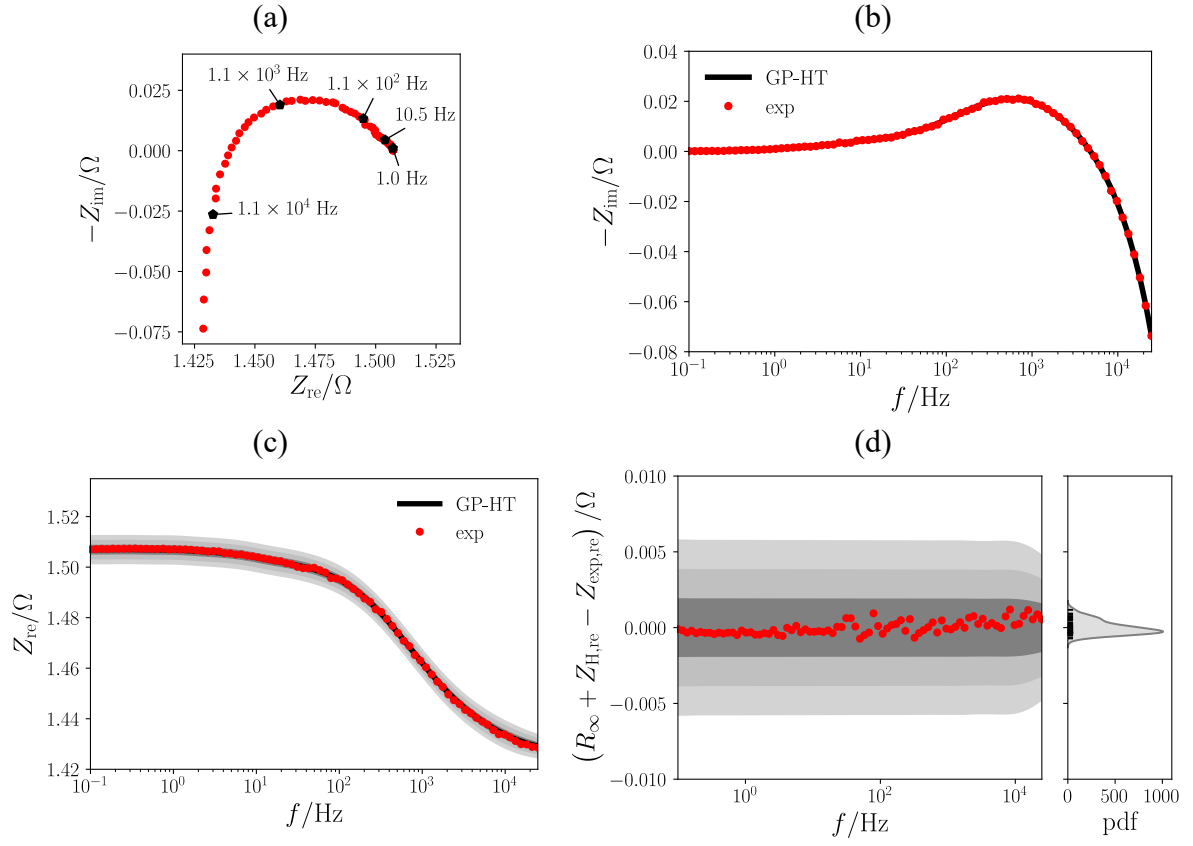 (a)
0.025
0.000
−0.025
−0.050
−0.075
−Z_im/Ω
1.1 × 10³ Hz
1.1 × 10² Hz
10.5 Hz
1.0 Hz
1.1 × 10⁴ Hz
1.425 1.450 1.475 1.500 1.525
Z_re/Ω
(b)
0.04
0.02
0.00
−0.02
−0.04
−0.06
−0.08
−Z_im/Ω
GP-HT
exp
10⁻¹ 10⁰ 10¹ 10² 10³ 10⁴
f/Hz
(c)
1.52
1.50
1.48
1.46
1.44
1.42
Z_re/Ω
GP-HT
exp
10⁻¹ 10⁰ 10¹ 10² 10³ 10⁴
f/Hz
(d)
0.010
0.005
0.000
−0.005
−0.010
(R_∞ + Z_H,re − Z_exp,re) /Ω
10⁰ 10² 10⁴
f/Hz
0 500 1000
pdf